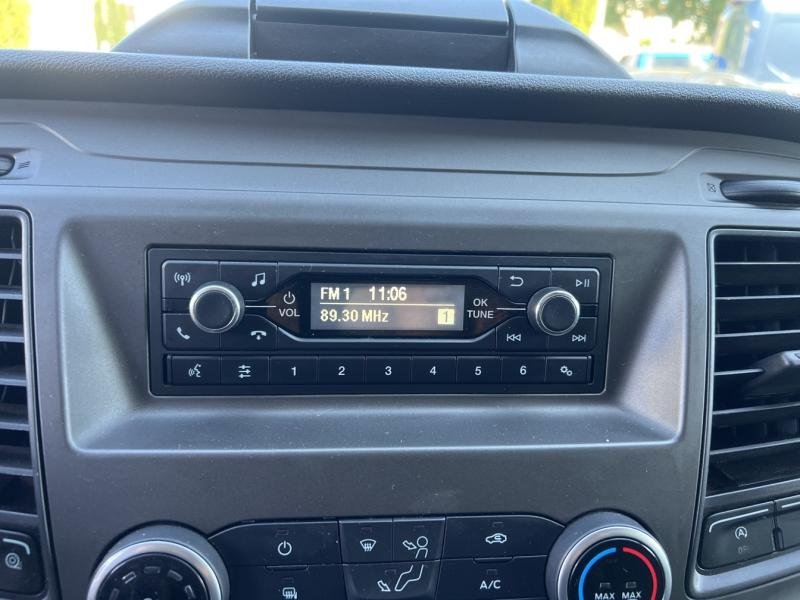 FM 1 11:06
89.30 MHz 1
VOL
OK
TUNE
1 2 3 4 5 6
A/C
MAX MAX
A OFF